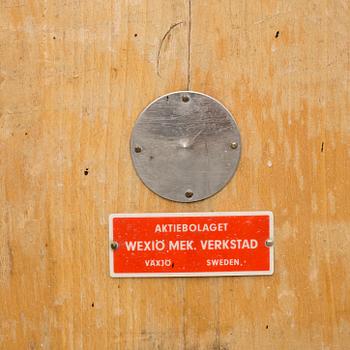 AKTIEBOLAGET
WEXIÖ MEK. VERKSTAD
VÄXJÖ, SWEDEN.